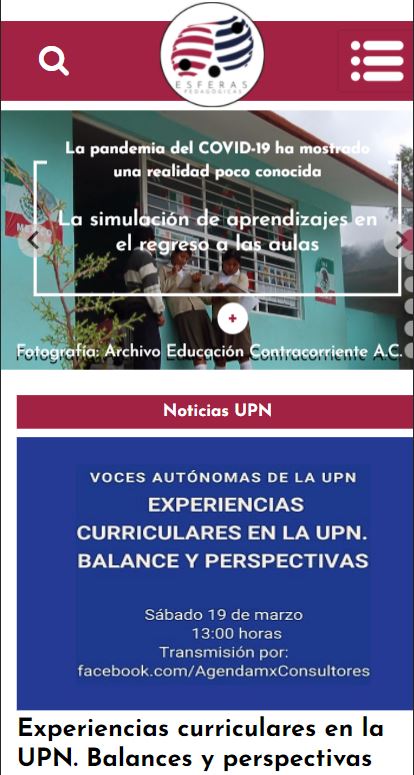 ESFERAS
PEDAGÓGICAS
La pandemia del COVID-19 ha mostrado
una realidad poco conocida
La simulación de aprendizajes en
el regreso a las aulas
Fotografía: Archivo Educación Contracorriente A.C.
Noticias UPN
VOCES AUTÓNOMAS DE LA UPN
EXPERIENCIAS
CURRICULARES EN LA UPN.
BALANCE Y PERSPECTIVAS
Sábado 19 de marzo
13:00 horas
Transmisión por:
facebook.com/AgendamxConsultores
Experiencias curriculares en la
UPN. Balances y perspectivas